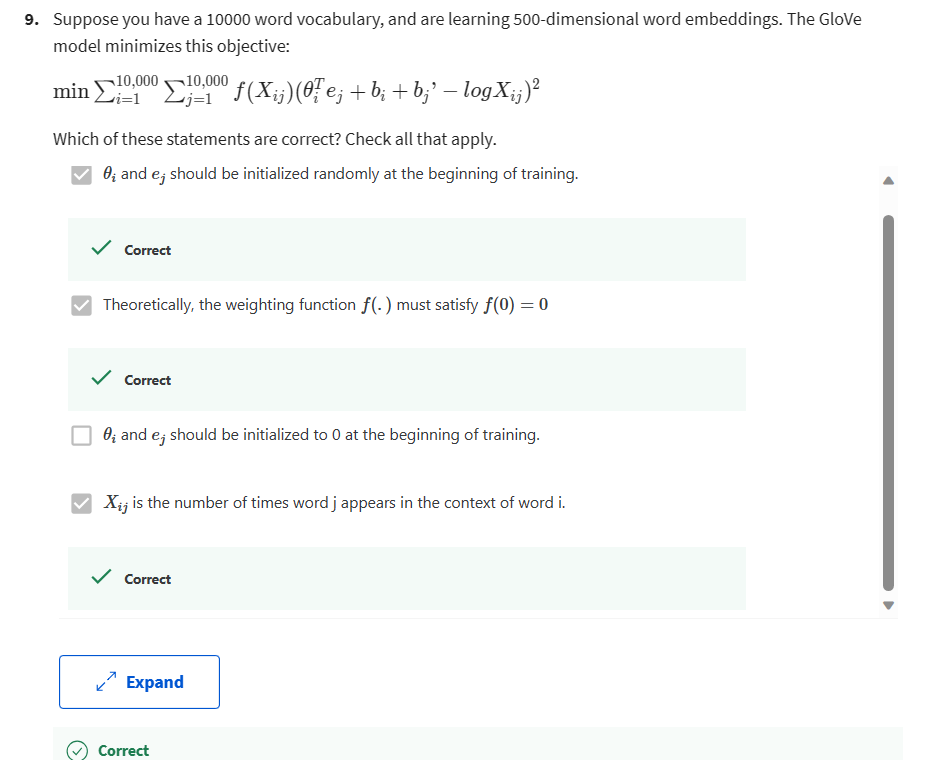 9. Suppose you have a 10000 word vocabulary, and are learning 500-dimensional word embeddings. The GloVe
model minimizes this objective:
min ∑_{i=1}^{10,000} ∑_{j=1}^{10,000} f(X_{ij})(θ_i^T e_j + b_i + b_j’ − logX_{ij})^2
Which of these statements are correct? Check all that apply.
θ_i and e_j should be initialized randomly at the beginning of training.
Correct
Theoretically, the weighting function f(.) must satisfy f(0) = 0
Correct
θ_i and e_j should be initialized to 0 at the beginning of training.
X_{ij} is the number of times word j appears in the context of word i.
Correct
Expand
Correct